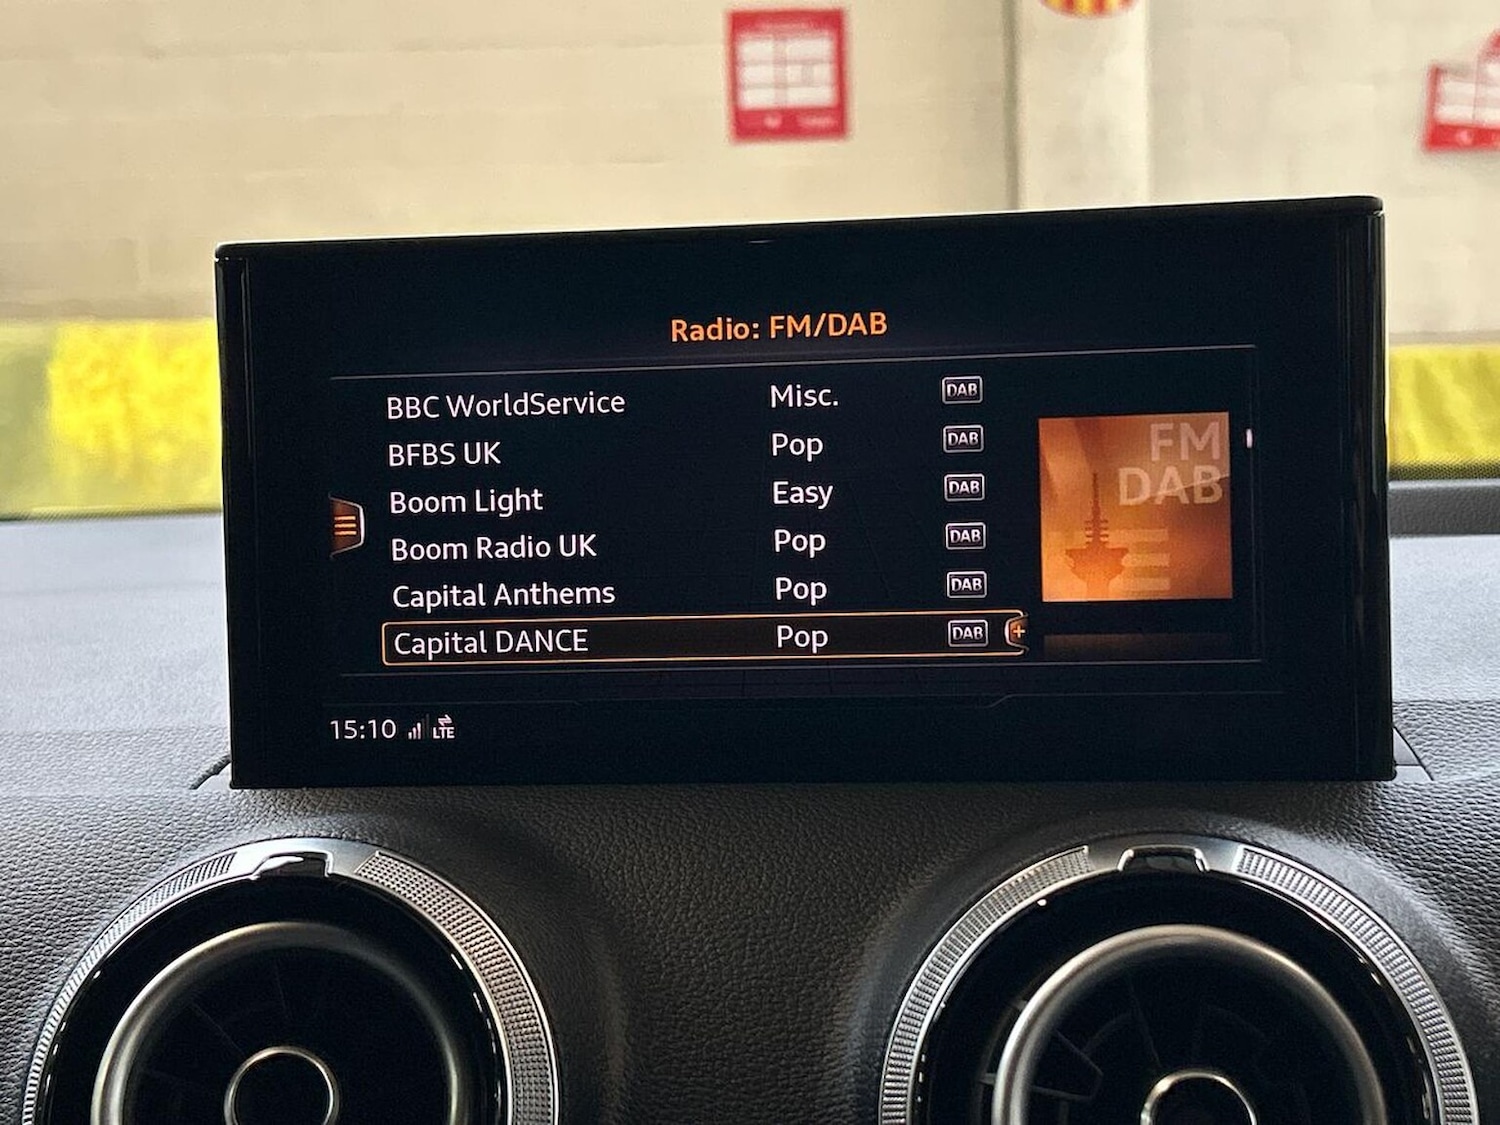 Radio: FM/DAB
BBC WorldService Misc. DAB
BFBS UK Pop DAB
Boom Light Easy DAB
Boom Radio UK Pop DAB
Capital Anthems Pop DAB
Capital DANCE Pop DAB +
FM
DAB
15:10 LTE